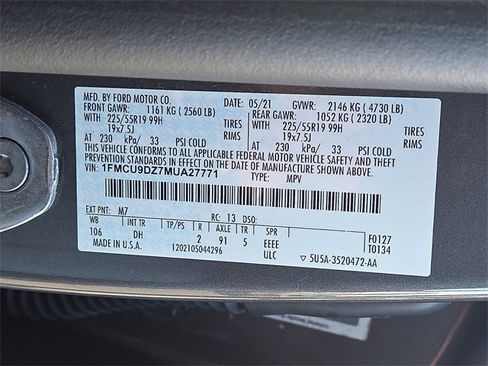 MFD. BY FORD MOTOR CO. 05/21 GVWR: 2146 KG ( 4730 LB)
FRONT GAWR: 1161 KG ( 2560 LB) REAR GAWR: 1052 KG ( 2320 LB)
WITH 225/55R19 99H TIRES WITH 225/55R19 99H TIRES
19x7.5J RIMS 19x7.5J RIMS
AT 230 kPa/ 33 PSI COLD AT 230 kPa/ 33 PSI COLD
THIS VEHICLE CONFORMS TO ALL APPLICABLE FEDERAL MOTOR VEHICLE SAFETY AND THEFT
PREVENTION STANDARDS IN EFFECT ON THE DATE OF MANUFACTURE SHOWN ABOVE.
VIN: 1FMCU9DZ7MUA27771 TYPE: MPV
EXT PNT: M7 RC: 13 DSO:
WB INT TR TP/PS R AXLE TR SPR F0127
106 DH 2 91 5 EEEE T0134
MADE IN U.S.A. 1202105044296 ULC 5U5A-3520472-AA